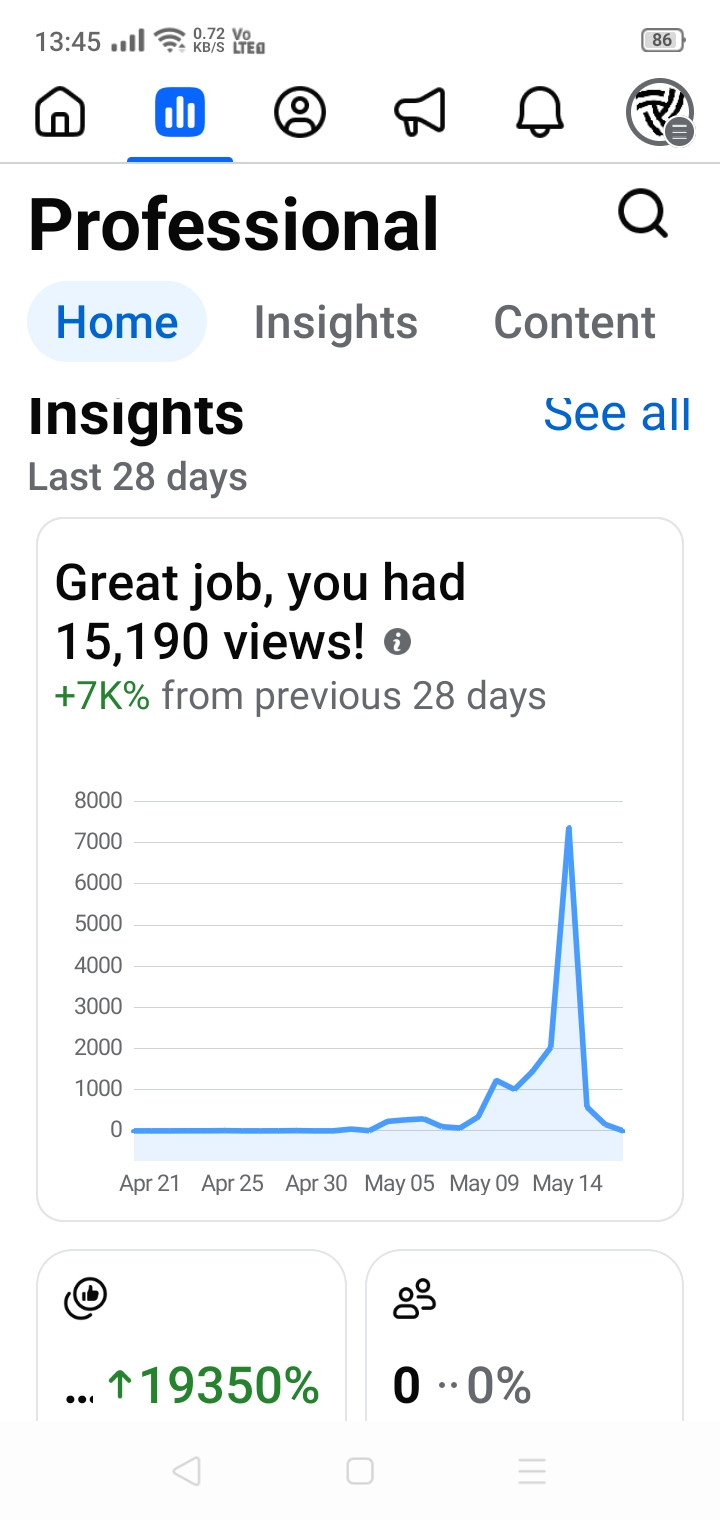 13:45 0.72 KB/S Vo LTE 86
Professional
Home Insights Content
Insights See all
Last 28 days
Great job, you had
15,190 views!
+7K% from previous 28 days
8000
7000
6000
5000
4000
3000
2000
1000
0
Apr 21 Apr 25 Apr 30 May 05 May 09 May 14
... ↑19350% 0 ··0%